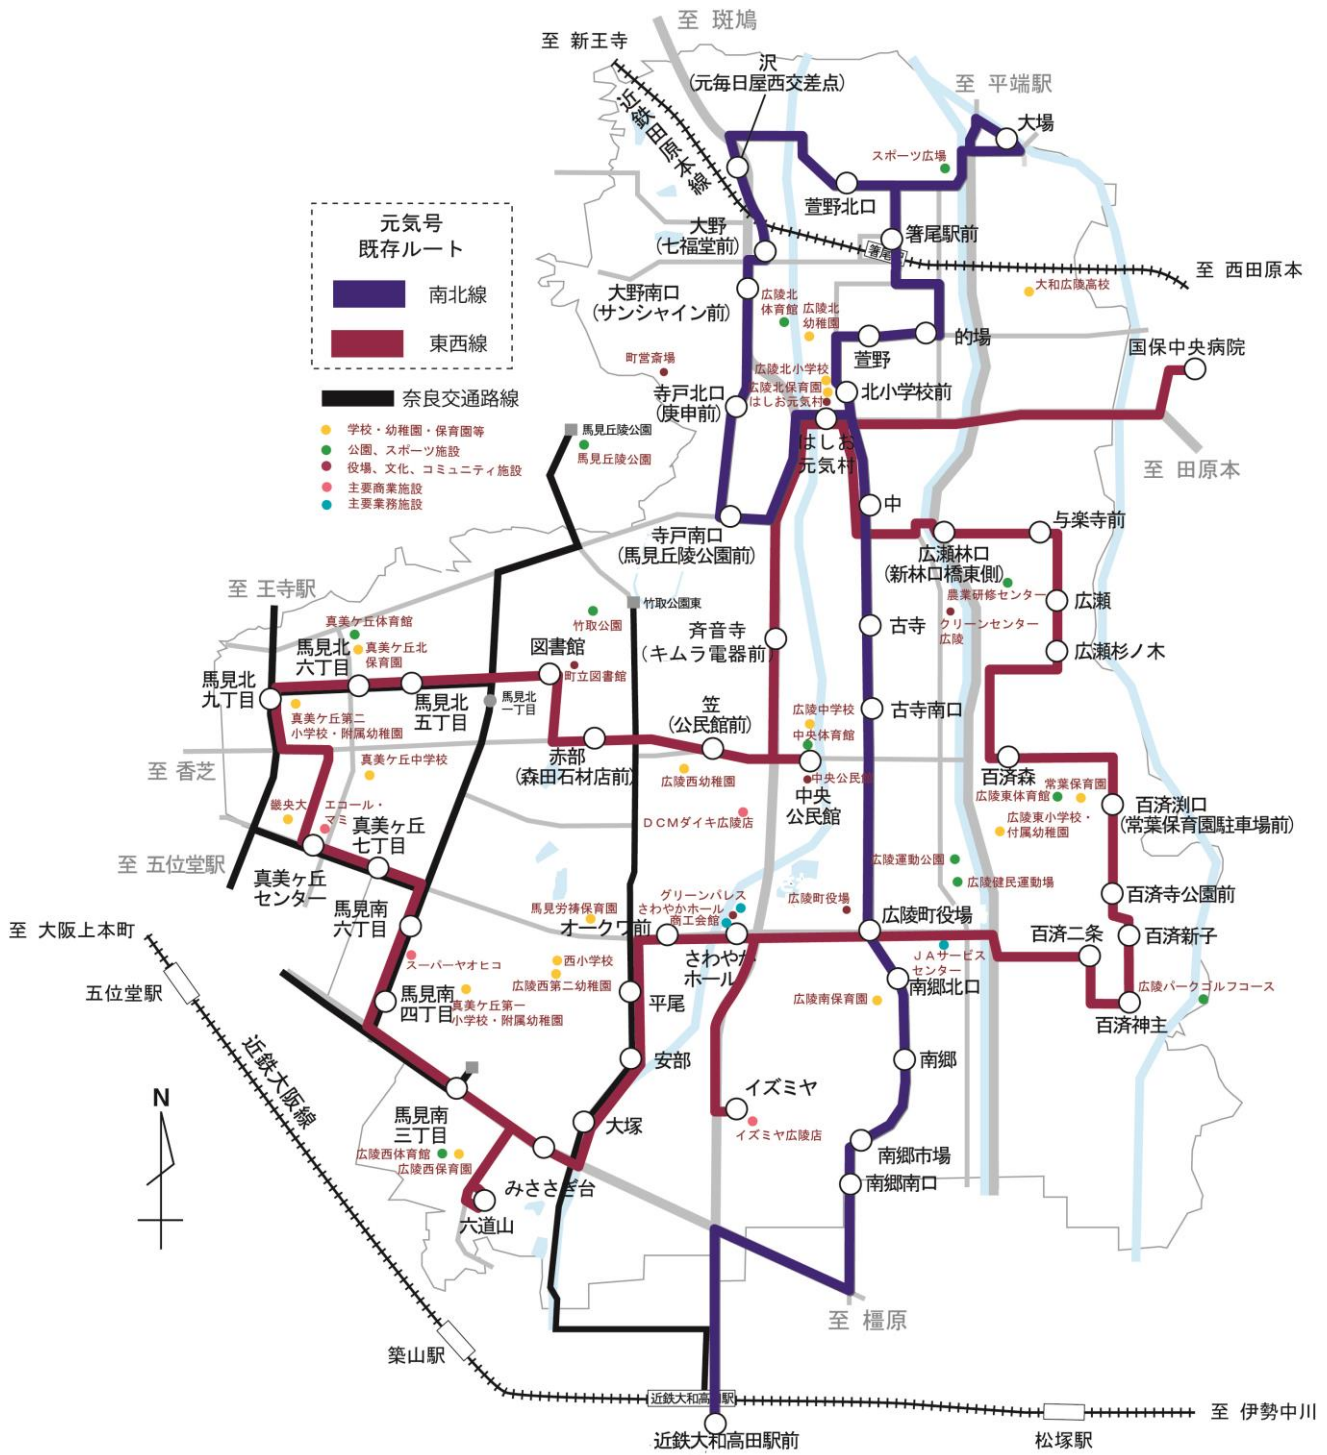 至 斑鳩
至 新王寺
沢
(元毎日屋西交差点)
至 平端駅
近鉄田原本線
大場
スポーツ広場
元気号
既存ルート
南北線
東西線
奈良交通路線
学校・幼稚園・保育園等
公園、スポーツ施設
役場、文化、コミュニティ施設
主要商業施設
主要業務施設
萱野北口
大野
(七福堂前)
箸尾駅前
至 西田原本
大和広陵高校
大野南口
(サンシャイン前)
広陵北
体育館
広陵北
幼稚園
萱野
的場
国保中央病院
町営斎場
広陵北小学校
広陵北保育園
はしお元気村
北小学校前
寺戸北口
(庚申前)
馬見丘陵公園
馬見丘陵公園
はしお
元気村
至 田原本
中
与楽寺前
寺戸南口
(馬見丘陵公園前)
広瀬林口
(新林口橋東側)
至 王寺駅
竹取公園東
農業研修センター
広瀬
真美ケ丘体育館
竹取公園
クリーンセンター
広陵
斉音寺
(キムラ電器前)
古寺
馬見北
六丁目
真美ケ丘北
保育園
図書館
広瀬杉ノ木
馬見北
九丁目
町立図書館
馬見北
五丁目
馬見北
一丁目
笠
(公民館前)
広陵中学校
古寺南口
真美ケ丘第二
小学校・附属幼稚園
中央体育館
赤部
(森田石材店前)
至 香芝
真美ケ丘中学校
広陵西幼稚園
中央公民館
中央
公民館
百済森
常葉保育園
広陵東体育館
畿央大
エコール・
マミ
真美ヶ丘
七丁目
DCMダイキ広陵店
広陵東小学校・
付属幼稚園
百済渕口
(常葉保育園駐車場前)
至 五位堂駅
真美ヶ丘
センター
広陵運動公園
広陵健民運動場
馬見南
六丁目
馬見労祷保育園
グリーンパレス
さわやかホール
商工会館
広陵町役場
百済寺公園前
至 大阪上本町
オークワ前
広陵町役場
百済二条
百済新子
スーパーヤオヒコ
西小学校
さわやか
ホール
JAサービス
センター
五位堂駅
広陵西第二幼稚園
南郷北口
広陵パークゴルフコース
馬見南
四丁目
真美ケ丘第一
小学校・附属幼稚園
平尾
広陵南保育園
百済神主
近鉄大阪線
安部
南郷
N
イズミヤ
馬見南
三丁目
大塚
イズミヤ広陵店
広陵西体育館
広陵西保育園
南郷市場
みささぎ台
南郷南口
六道山
至 橿原
築山駅
近鉄大和高田駅前
至 伊勢中川
松塚駅